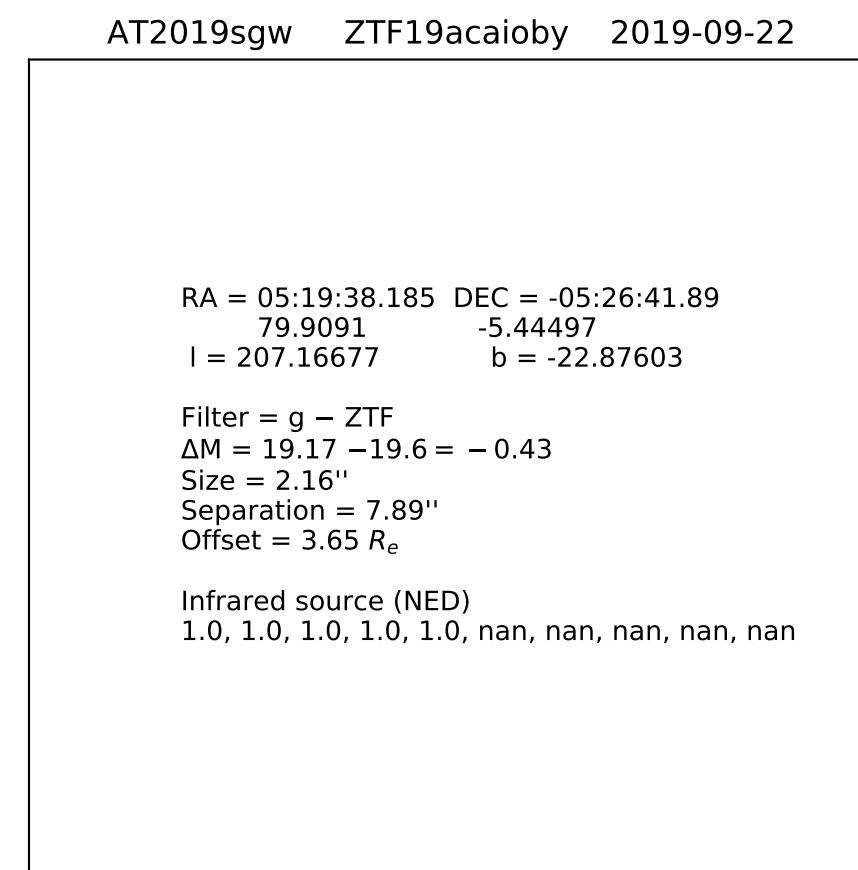 AT2019sgw ZTF19acaioby 2019-09-22
RA = 05:19:38.185 DEC = -05:26:41.89
79.9091 -5.44497
l = 207.16677 b = -22.87603
Filter = g − ZTF
ΔM = 19.17 −19.6 = − 0.43
Size = 2.16''
Separation = 7.89''
Offset = 3.65 Re
Infrared source (NED)
1.0, 1.0, 1.0, 1.0, 1.0, nan, nan, nan, nan, nan